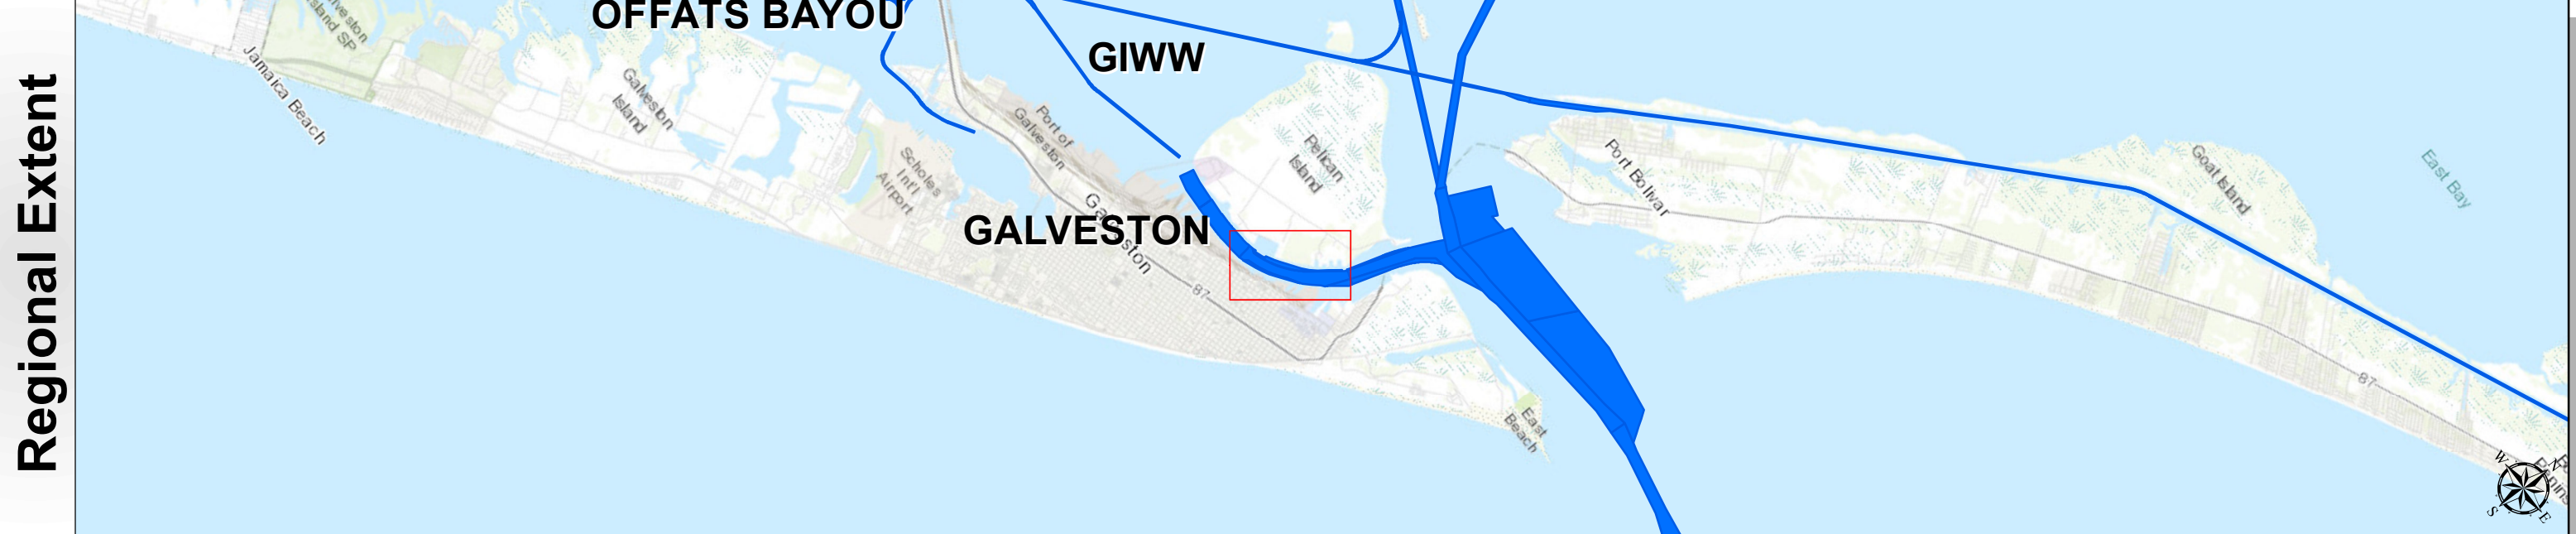 Regional Extent
OFFATS BAYOU
GIWW
GALVESTON
Jamaica Beach
Galveston
Island
Scholes
Int'l
Airport
Port of
Galveston
Galveston
87
Pelican
Island
Port Bolivar
Goat Island
East Bay
East
Beach
87
W
N
S
E